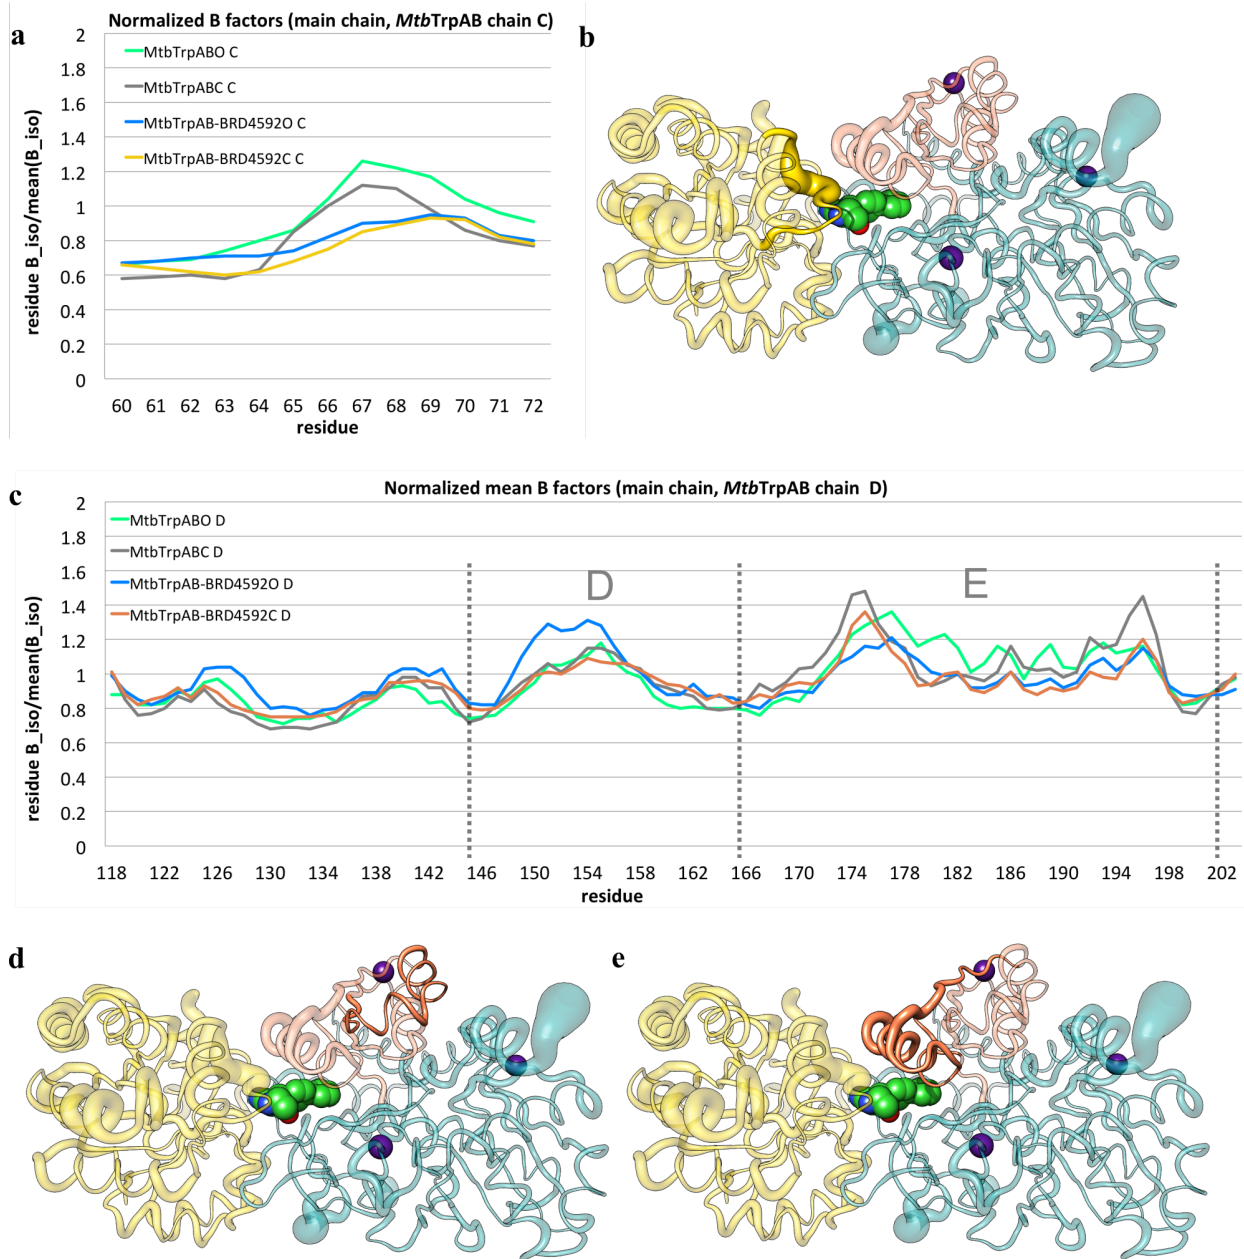 a
Normalized B factors (main chain, MtbTrpAB chain C)
2
1.8
1.6
1.4
1.2
1
0.8
0.6
0.4
0.2
0
residue B_iso/mean(B_iso)
MtbTrpABO C
MtbTrpABC C
MtbTrpAB-BRD4592O C
MtbTrpAB-BRD4592C C
60 61 62 63 64 65 66 67 68 69 70 71 72
residue
b
c
Normalized mean B factors (main chain, MtbTrpAB chain D)
2
1.8
1.6
1.4
1.2
1
0.8
0.6
0.4
0.2
0
residue B_iso/mean(B_iso)
MtbTrpABO D
MtbTrpABC D
MtbTrpAB-BRD4592O D
MtbTrpAB-BRD4592C D
D
E
118 122 126 130 134 138 142 146 150 154 158 162 166 170 174 178 182 186 190 194 198 202
residue
d
e